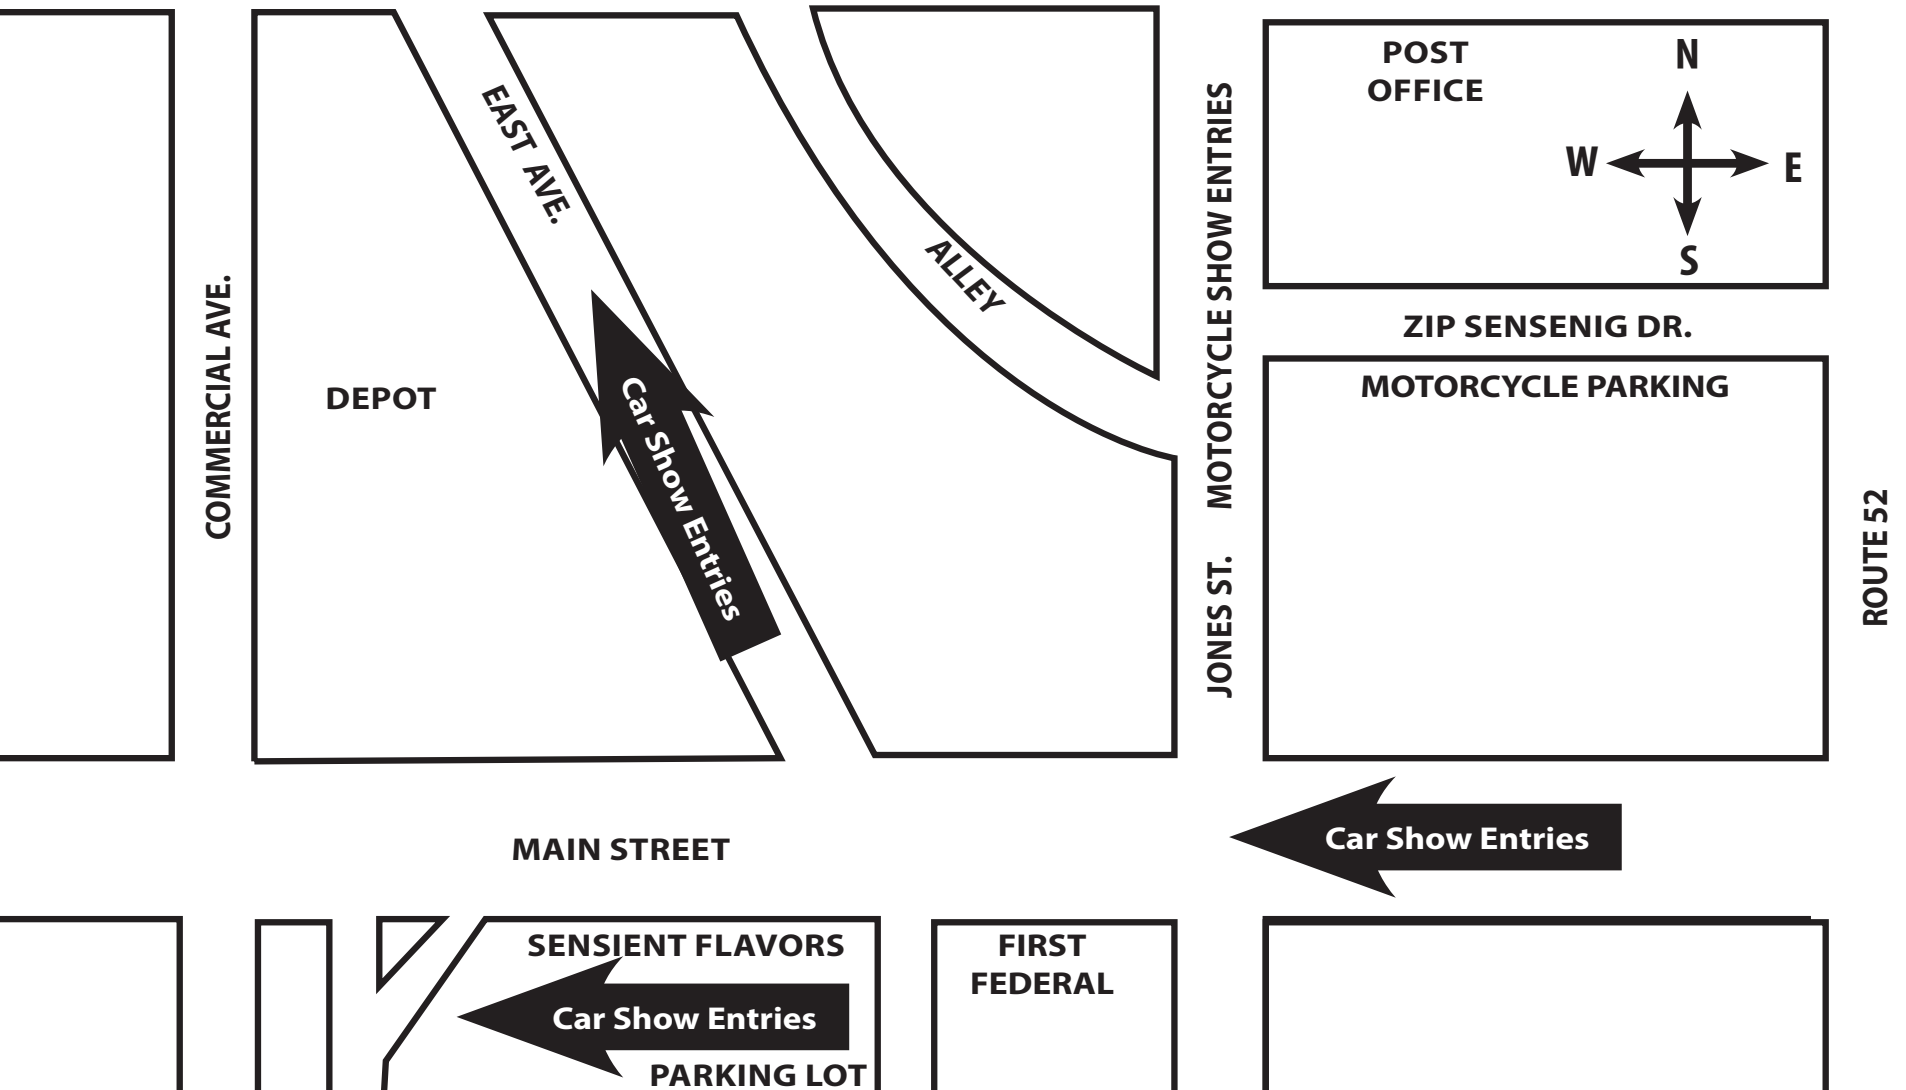 POST
OFFICE
N
W
E
S
EAST AVE.
ALLEY
MOTORCYCLE SHOW ENTRIES
JONES ST.
ZIP SENSENIG DR.
MOTORCYCLE PARKING
COMMERCIAL AVE.
DEPOT
Car Show Entries
ROUTE 52
MAIN STREET
Car Show Entries
SENSIENT FLAVORS
Car Show Entries
PARKING LOT
FIRST
FEDERAL